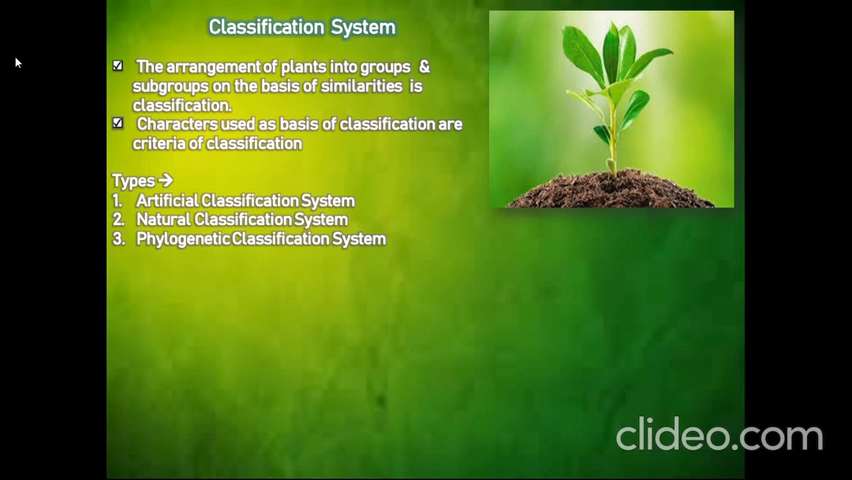 Classification System
The arrangement of plants into groups & 
subgroups on the basis of similarities is
classification.
Characters used as basis of classification are
criteria of classification
Types →
1. Artificial Classification System
2. Natural Classification System
3. Phylogenetic Classification System
clideo.com